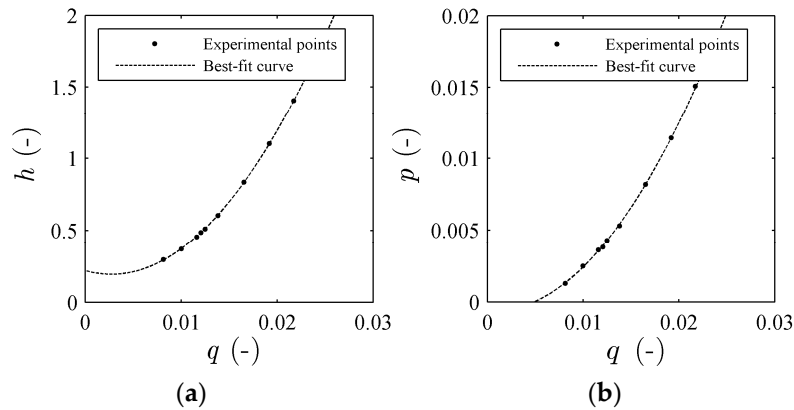 2
1.5
1
0.5
0
h (-)
Experimental points
Best-fit curve
0 0.01 0.02 0.03
q (-)
(a)
0.02
0.015
0.01
0.005
0
p (-)
Experimental points
Best-fit curve
0 0.01 0.02 0.03
q (-)
(b)